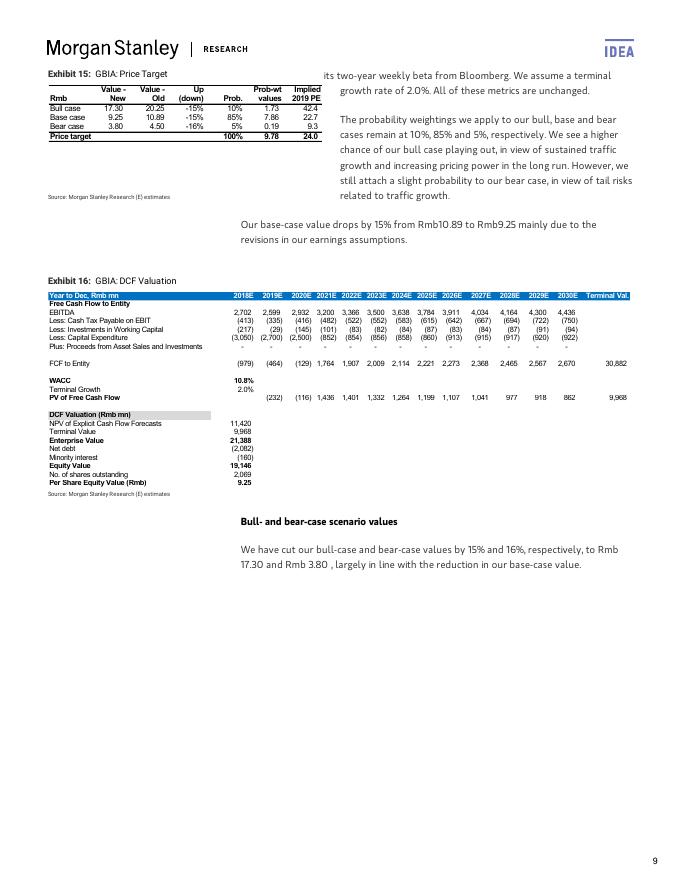 Morgan Stanley | RESEARCH
IDEA
Exhibit 15: GBIA: Price Target
Rmb Value - New Value - Old Up (down) Prob. Prob-wt values Implied 2019 PE
Bull case 17.30 20.25 -15% 10% 1.73 42.4
Base case 9.25 10.89 -15% 85% 7.86 22.7
Bear case 3.80 4.50 -16% 5% 0.19 9.3
Price target 100% 9.78 24.0
Source: Morgan Stanley Research (E) estimates
its two-year weekly beta from Bloomberg. We assume a terminal
growth rate of 2.0%. All of these metrics are unchanged.
The probability weightings we apply to our bull, base and bear
cases remain at 10%, 85% and 5%, respectively. We see a higher
chance of our bull case playing out, in view of sustained traffic
growth and increasing pricing power in the long run. However, we
still attach a slight probability to our bear case, in view of tail risks
related to traffic growth.
Our base-case value drops by 15% from Rmb10.89 to Rmb9.25 mainly due to the
revisions in our earnings assumptions.
Exhibit 16: GBIA: DCF Valuation
Year to Dec, Rmb mn 2018E 2019E 2020E 2021E 2022E 2023E 2024E 2025E 2026E 2027E 2028E 2029E 2030E Terminal Val.
Free Cash Flow to Entity
EBITDA 2,702 2,599 2,932 3,200 3,366 3,500 3,638 3,784 3,911 4,034 4,164 4,300 4,436
Less: Cash Tax Payable on EBIT (413) (335) (416) (482) (522) (552) (583) (615) (642) (667) (694) (722) (750)
Less: Investments in Working Capital (217) (29) (145) (101) (83) (82) (84) (87) (83) (84) (87) (91) (94)
Less: Capital Expenditure (3,050) (2,700) (2,500) (852) (854) (856) (858) (860) (913) (915) (917) (920) (922)
Plus: Proceeds from Asset Sales and Investments - - - - - - - - - - - - -
FCF to Entity (979) (464) (129) 1,764 1,907 2,009 2,114 2,221 2,273 2,368 2,465 2,567 2,670 30,882
WACC 10.8%
Terminal Growth 2.0%
PV of Free Cash Flow (232) (116) 1,436 1,401 1,332 1,264 1,199 1,107 1,041 977 918 862 9,968
DCF Valuation (Rmb mn)
NPV of Explicit Cash Flow Forecasts 11,420
Terminal Value 9,968
Enterprise Value 21,388
Net debt (2,082)
Minority interest (160)
Equity Value 19,146
No. of shares outstanding 2,069
Per Share Equity Value (Rmb) 9.25
Source: Morgan Stanley Research (E) estimates
Bull- and bear-case scenario values
We have cut our bull-case and bear-case values by 15% and 16%, respectively, to Rmb
17.30 and Rmb 3.80 , largely in line with the reduction in our base-case value.
9